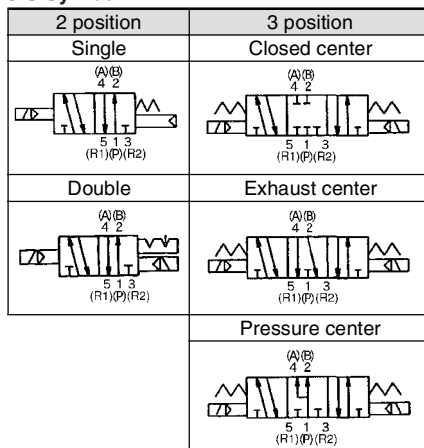 2 position
3 position
Single
Closed center
(A)(B)
4 2
5 1 3
(R1)(P)(R2)
(A)(B)
4 2
5 1 3
(R1)(P)(R2)
Double
Exhaust center
(A)(B)
4 2
5 1 3
(R1)(P)(R2)
(A)(B)
4 2
5 1 3
(R1)(P)(R2)
Pressure center
(A)(B)
4 2
5 1 3
(R1)(P)(R2)